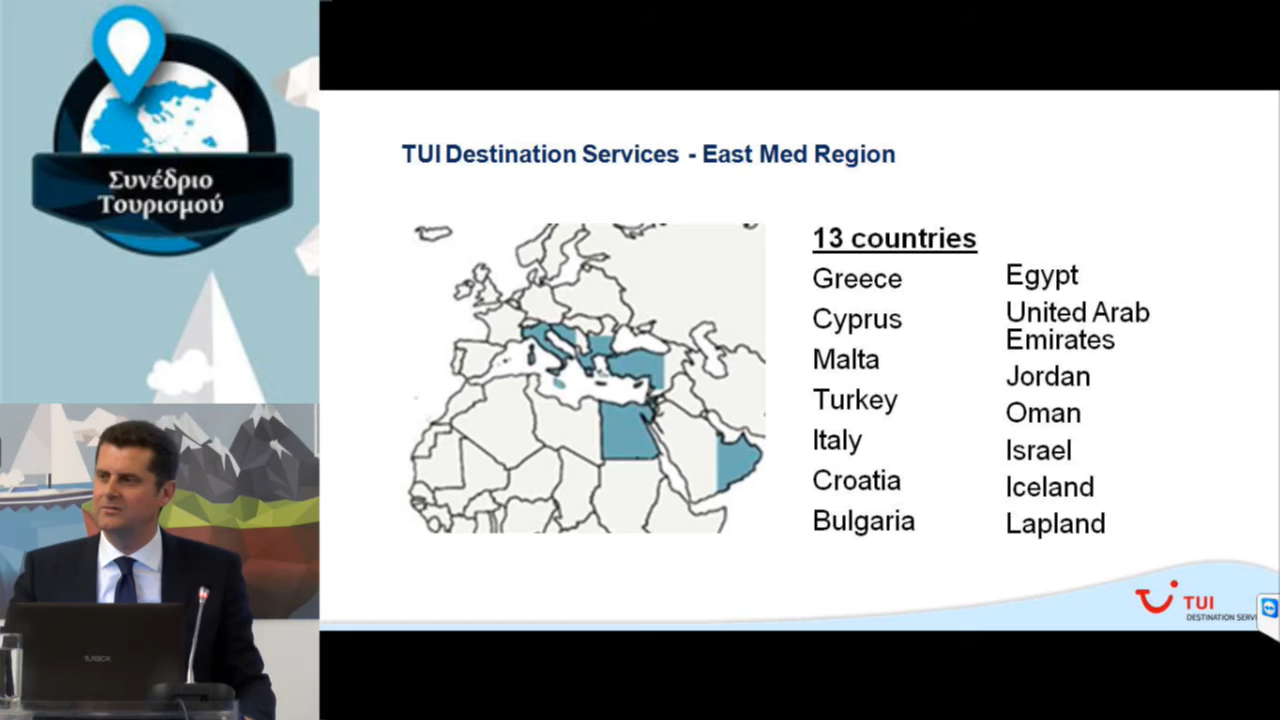 Συνέδριο
Τουρισμού
TUI Destination Services - East Med Region
13 countries
Greece
Cyprus
Malta
Turkey
Italy
Croatia
Bulgaria
Egypt
United Arab
Emirates
Jordan
Oman
Israel
Iceland
Lapland
TUI
DESTINATION